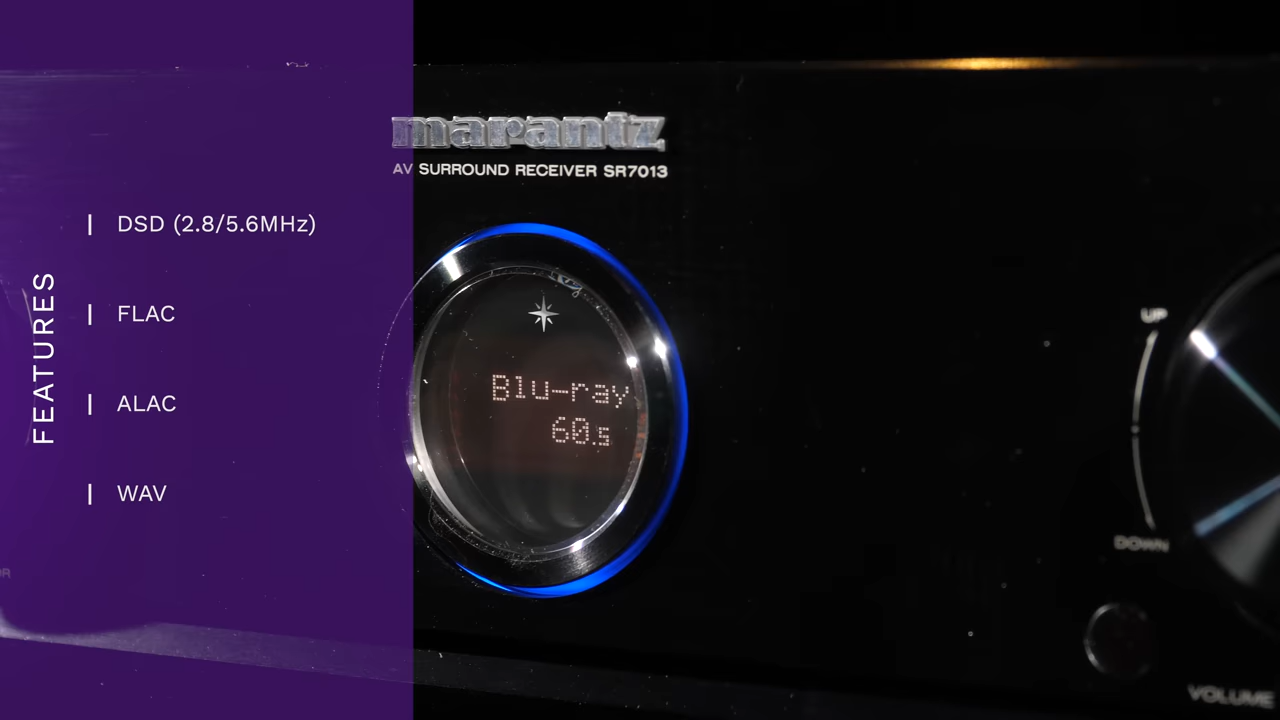 FEATURES
DSD (2.8/5.6MHz)
FLAC
ALAC
WAV
marantz
AV SURROUND RECEIVER SR7013
Blu-ray
60.s
UP
DOWN
VOLUME